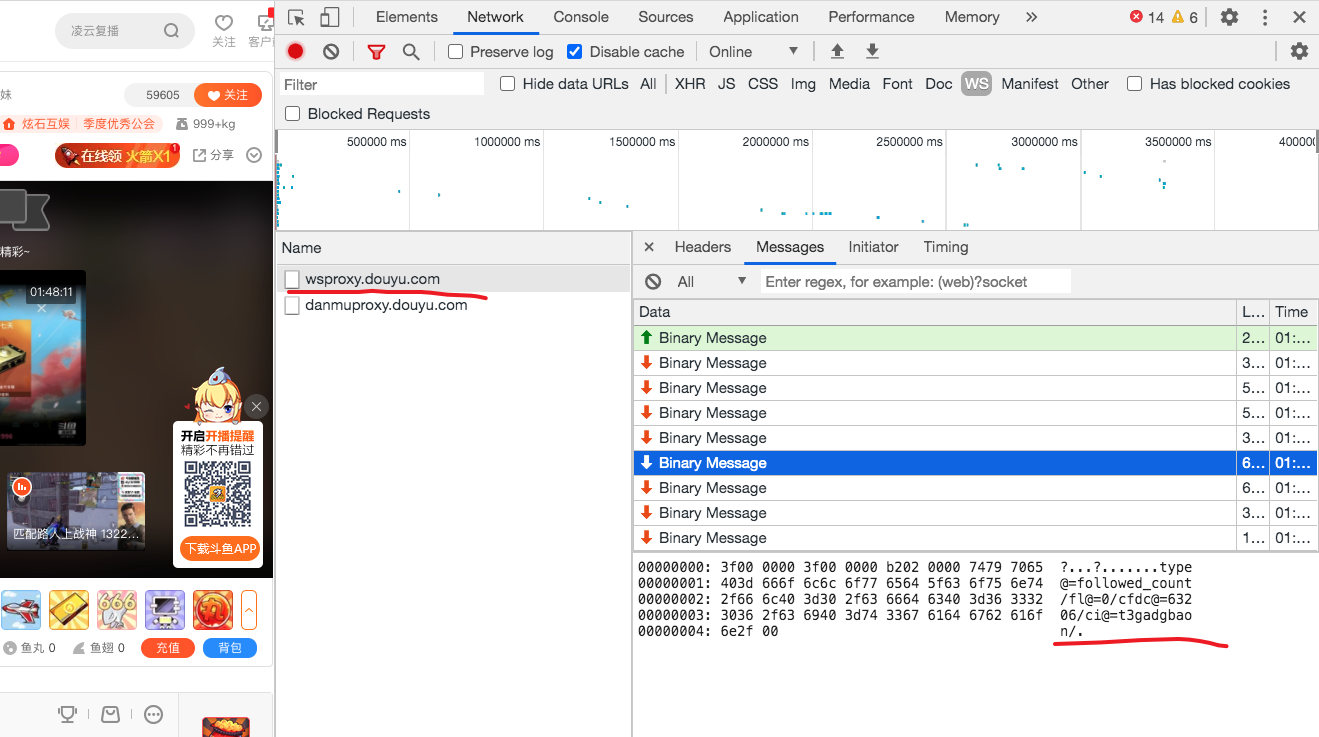 凌云复播
关注
客户
妹
59605
关注
炫石互娱
季度优秀公会
999+kg
在线领 火箭X1
1
分享
精彩~
01:48:11
开启开播提醒
精彩不再错过
下载斗鱼APP
匹配路人上战神 1322...
666
鱼丸 0
鱼翅 0
充值
背包
Elements
Network
Console
Sources
Application
Performance
Memory
14
6
Preserve log
Disable cache
Online
Filter
Hide data URLs
All
XHR
JS
CSS
Img
Media
Font
Doc
WS
Manifest
Other
Has blocked cookies
Blocked Requests
500000 ms
1000000 ms
1500000 ms
2000000 ms
2500000 ms
3000000 ms
3500000 ms
40000
Name
wsproxy.douyu.com
danmuproxy.douyu.com
Headers
Messages
Initiator
Timing
All
Enter regex, for example: (web)?socket
Data
L...
Time
Binary Message
2...
01:...
Binary Message
3...
01:...
Binary Message
5...
01:...
Binary Message
5...
01:...
Binary Message
3...
01:...
Binary Message
6...
01:...
Binary Message
6...
01:...
Binary Message
3...
01:...
Binary Message
1...
01:...
00000000: 3f00 0000 3f00 0000 b202 0000 7479 7065 ?...?.......type
00000001: 403d 666f 6c6c 6f77 6564 5f63 6f75 6e74 @=followed_count
00000002: 2f66 6c40 3d30 2f63 6664 6340 3d36 3332 /fl@=0/cfdc@=632
00000003: 3036 2f63 6940 3d74 3367 6164 6762 616f 06/ci@=t3gadgbao
00000004: 6e2f 00 n/.